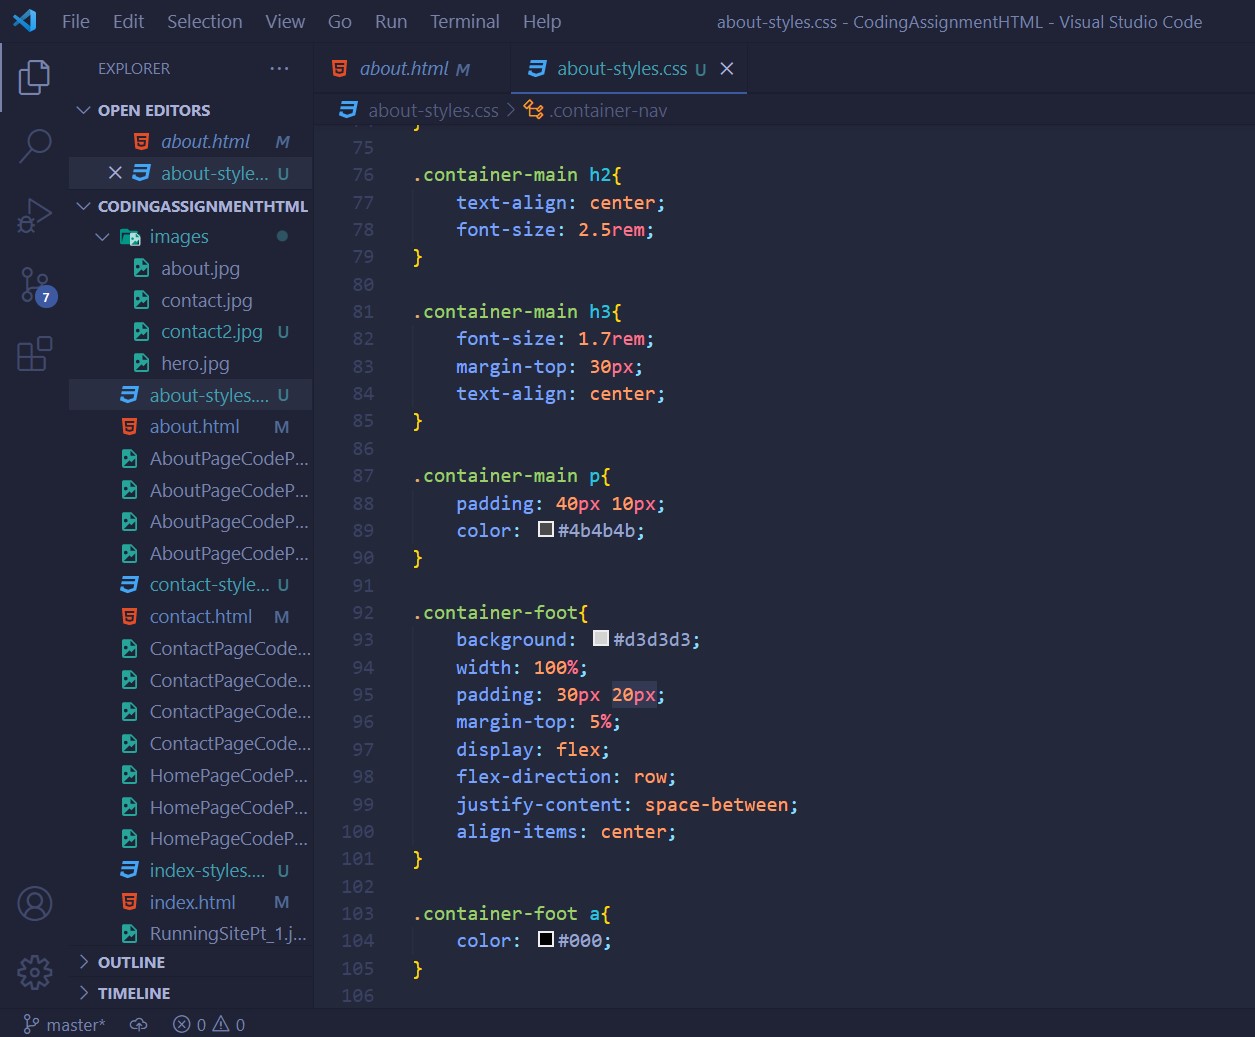 File Edit Selection View Go Run Terminal Help about-styles.css - CodingAssignmentHTML - Visual Studio Code
EXPLORER ···
about.html M
about-styles.css U
about-styles.css > .container-nav
OPEN EDITORS
about.html M
about-style... U
CODINGASSIGNMENTHTML
images
about.jpg
contact.jpg
contact2.jpg U
hero.jpg
about-styles.... U
about.html M
AboutPageCodeP...
AboutPageCodeP...
AboutPageCodeP...
AboutPageCodeP...
contact-style... U
contact.html M
ContactPageCode...
ContactPageCode...
ContactPageCode...
ContactPageCode...
HomePageCodeP...
HomePageCodeP...
HomePageCodeP...
index-styles.... U
index.html M
RunningSitePt_1.j...
OUTLINE
TIMELINE
7
75
76 .container-main h2{
77 text-align: center;
78 font-size: 2.5rem;
79 }
80
81 .container-main h3{
82 font-size: 1.7rem;
83 margin-top: 30px;
84 text-align: center;
85 }
86
87 .container-main p{
88 padding: 40px 10px;
89 color: #4b4b4b;
90 }
91
92 .container-foot{
93 background: #d3d3d3;
94 width: 100%;
95 padding: 30px 20px;
96 margin-top: 5%;
97 display: flex;
98 flex-direction: row;
99 justify-content: space-between;
100 align-items: center;
101 }
102
103 .container-foot a{
104 color: #000;
105 }
106
master* 0 0